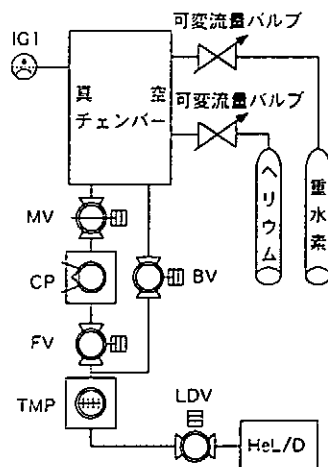 IG1
可変流量バルブ
真 空
チェンバー
可変流量バルブ
ヘリウム
重水素
MV
CP
BV
FV
TMP
LDV
HeL/D